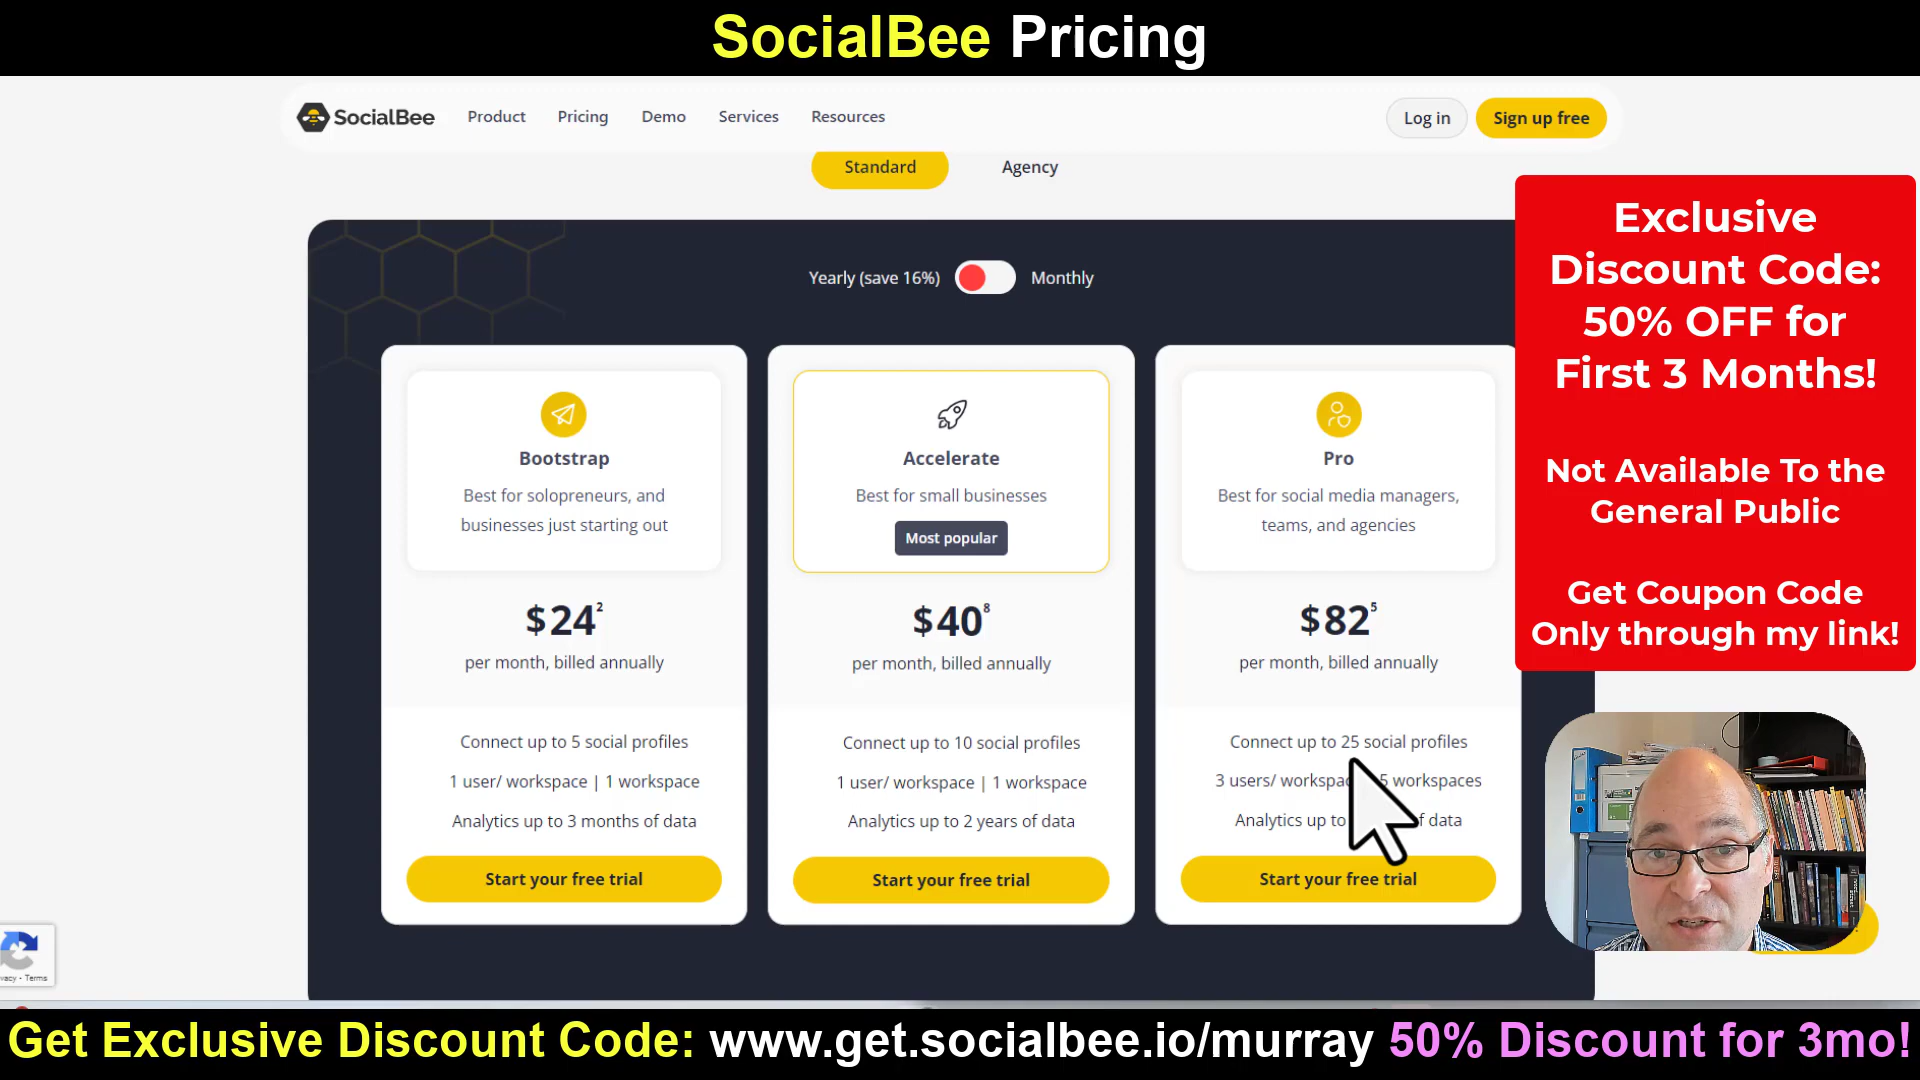 SocialBee Pricing
SocialBee
Product
Pricing
Demo
Services
Resources
Log in
Sign up free
Standard
Agency
Yearly (save 16%)
Monthly
Bootstrap
Best for solopreneurs, and
businesses just starting out
$24²
per month, billed annually
Connect up to 5 social profiles
1 user/ workspace | 1 workspace
Analytics up to 3 months of data
Start your free trial
Accelerate
Best for small businesses
Most popular
$40⁸
per month, billed annually
Connect up to 10 social profiles
1 user/ workspace | 1 workspace
Analytics up to 2 years of data
Start your free trial
Pro
Best for social media managers,
teams, and agencies
$82⁵
per month, billed annually
Connect up to 25 social profiles
3 users/ 5 workspaces
Analytics up to of data
Start your free trial
Exclusive
Discount Code:
50% OFF for
First 3 Months!
Not Available To the
General Public
Get Coupon Code
Only through my link!
Terms
Get Exclusive Discount Code: www.get.socialbee.io/murray 50% Discount for 3mo!